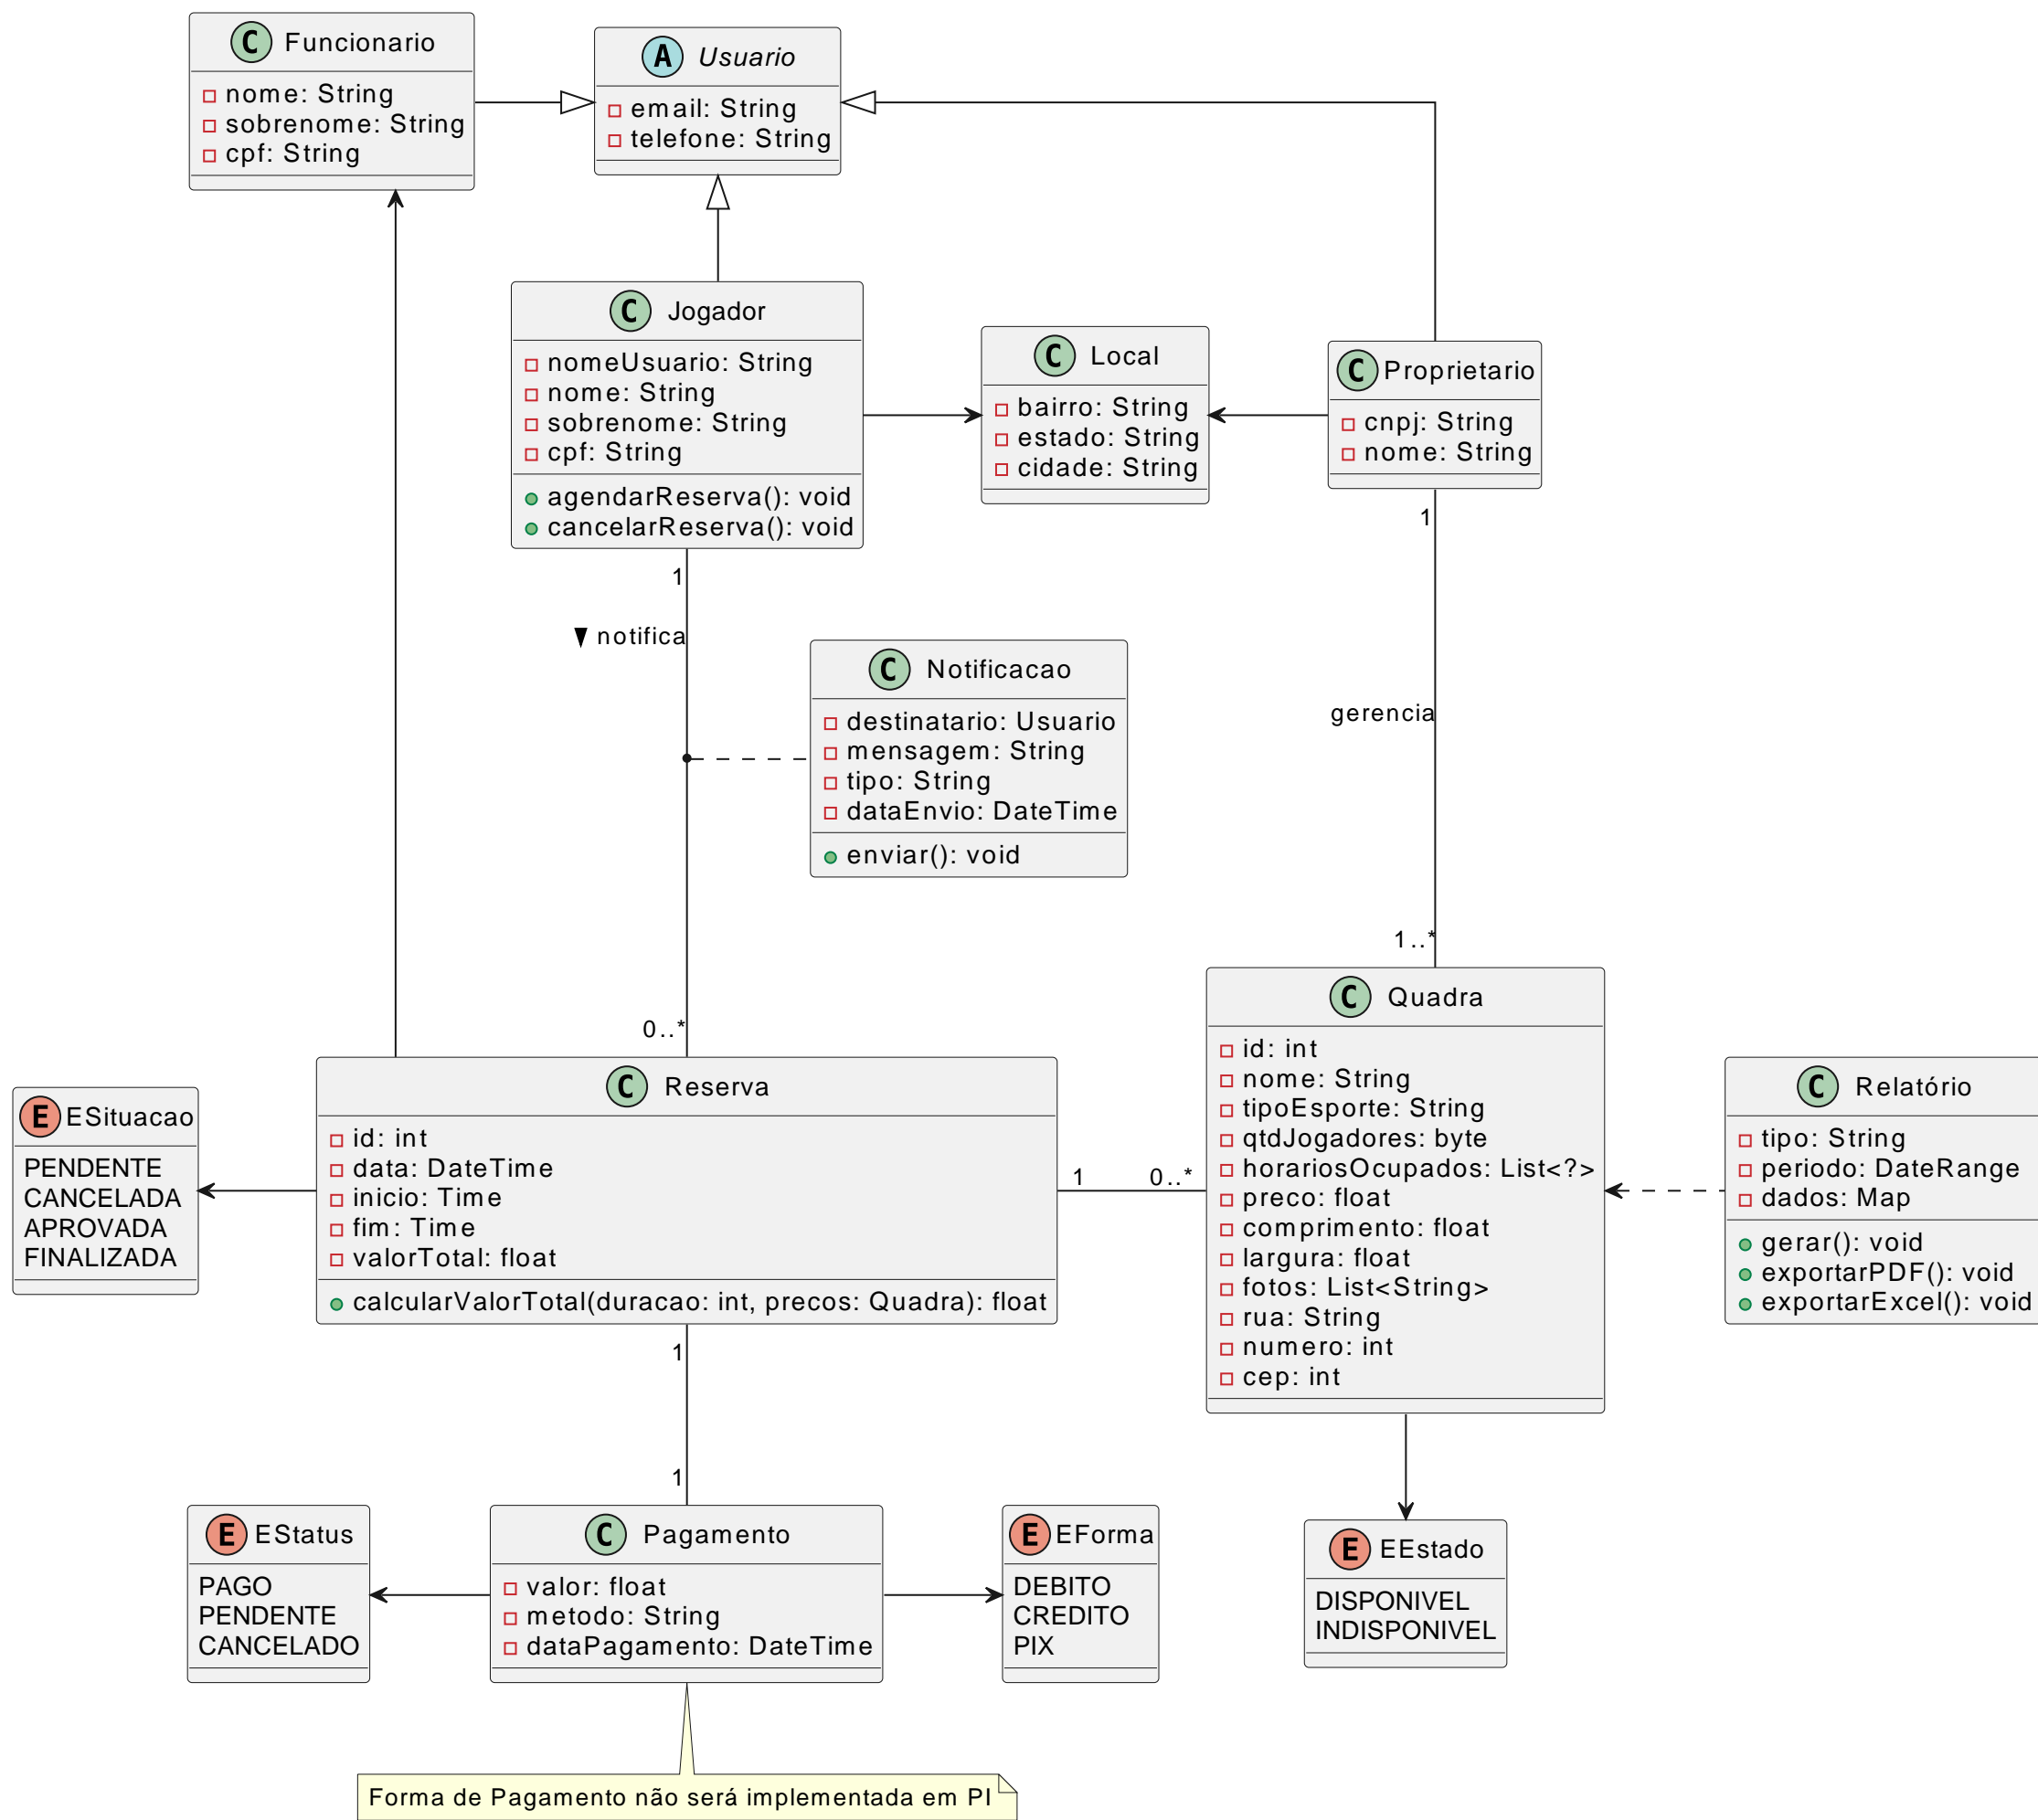 C Funcionario
nome: String
sobrenome: String
cpf: String
A Usuario
email: String
telefone: String
C Jogador
nomeUsuario: String
nome: String
sobrenome: String
cpf: String
agendarReserva(): void
cancelarReserva(): void
C Local
bairro: String
estado: String
cidade: String
C Proprietario
cnpj: String
nome: String
1
notifica
0..*
1
gerencia
1..*
C Notificacao
destinatario: Usuario
mensagem: String
tipo: String
dataEnvio: DateTime
enviar(): void
E ESituacao
PENDENTE
CANCELADA
APROVADA
FINALIZADA
C Reserva
id: int
data: DateTime
inicio: Time
fim: Time
valorTotal: float
calcularValorTotal(duracao: int, precos: Quadra): float
1 0..*
C Quadra
id: int
nome: String
tipoEsporte: String
qtdJogadores: byte
horariosOcupados: List<?>
preco: float
comprimento: float
largura: float
fotos: List<String>
rua: String
numero: int
cep: int
C Relatório
tipo: String
periodo: DateRange
dados: Map
gerar(): void
exportarPDF(): void
exportarExcel(): void
1
1
E EStatus
PAGO
PENDENTE
CANCELADO
C Pagamento
valor: float
metodo: String
dataPagamento: DateTime
E EForma
DEBITO
CREDITO
PIX
E EEstado
DISPONIVEL
INDISPONIVEL
Forma de Pagamento não será implementada em PI